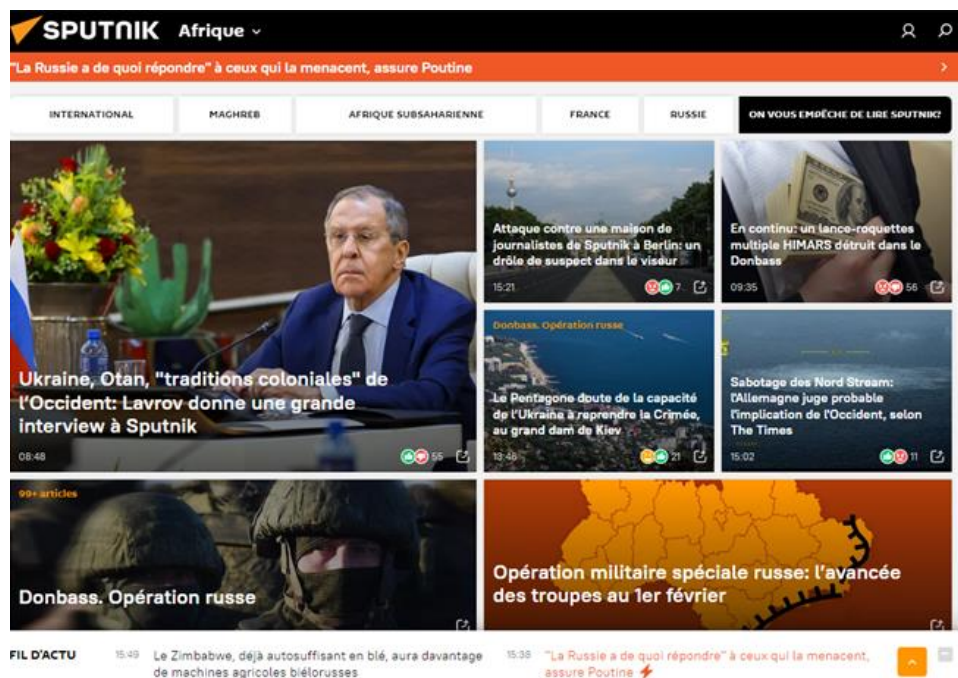 SPUTNIK Afrique
"La Russie a de quoi répondre" à ceux qui la menacent, assure Poutine
INTERNATIONAL MAGHREB AFRIQUE SUBSAHARIENNE FRANCE RUSSIE ON VOUS EMPÊCHE DE LIRE SPUTNIK?
Ukraine, Otan, "traditions coloniales" de
l'Occident: Lavrov donne une grande
interview à Sputnik
08:48 55
Attaque contre une maison de
journalistes de Sputnik à Berlin: un
drôle de suspect dans le viseur
15:21 7
En continu: un lance-roquettes
multiple HIMARS détruit dans le
Donbass
09:35 56
Donbass. Opération russe
Le Pentagone doute de la capacité
de l'Ukraine à reprendre la Crimée,
au grand dam de Kiev
13:46 21
Sabotage des Nord Stream:
l'Allemagne juge probable
l'implication de l'Occident, selon
The Times
15:02 11
99+ articles
Donbass. Opération russe
Opération militaire spéciale russe: l'avancée
des troupes au 1er février
FIL D'ACTU
15:49 Le Zimbabwe, déjà autosuffisant en blé, aura davantage
de machines agricoles biélorusses
15:38 "La Russie a de quoi répondre" à ceux qui la menacent,
assure Poutine